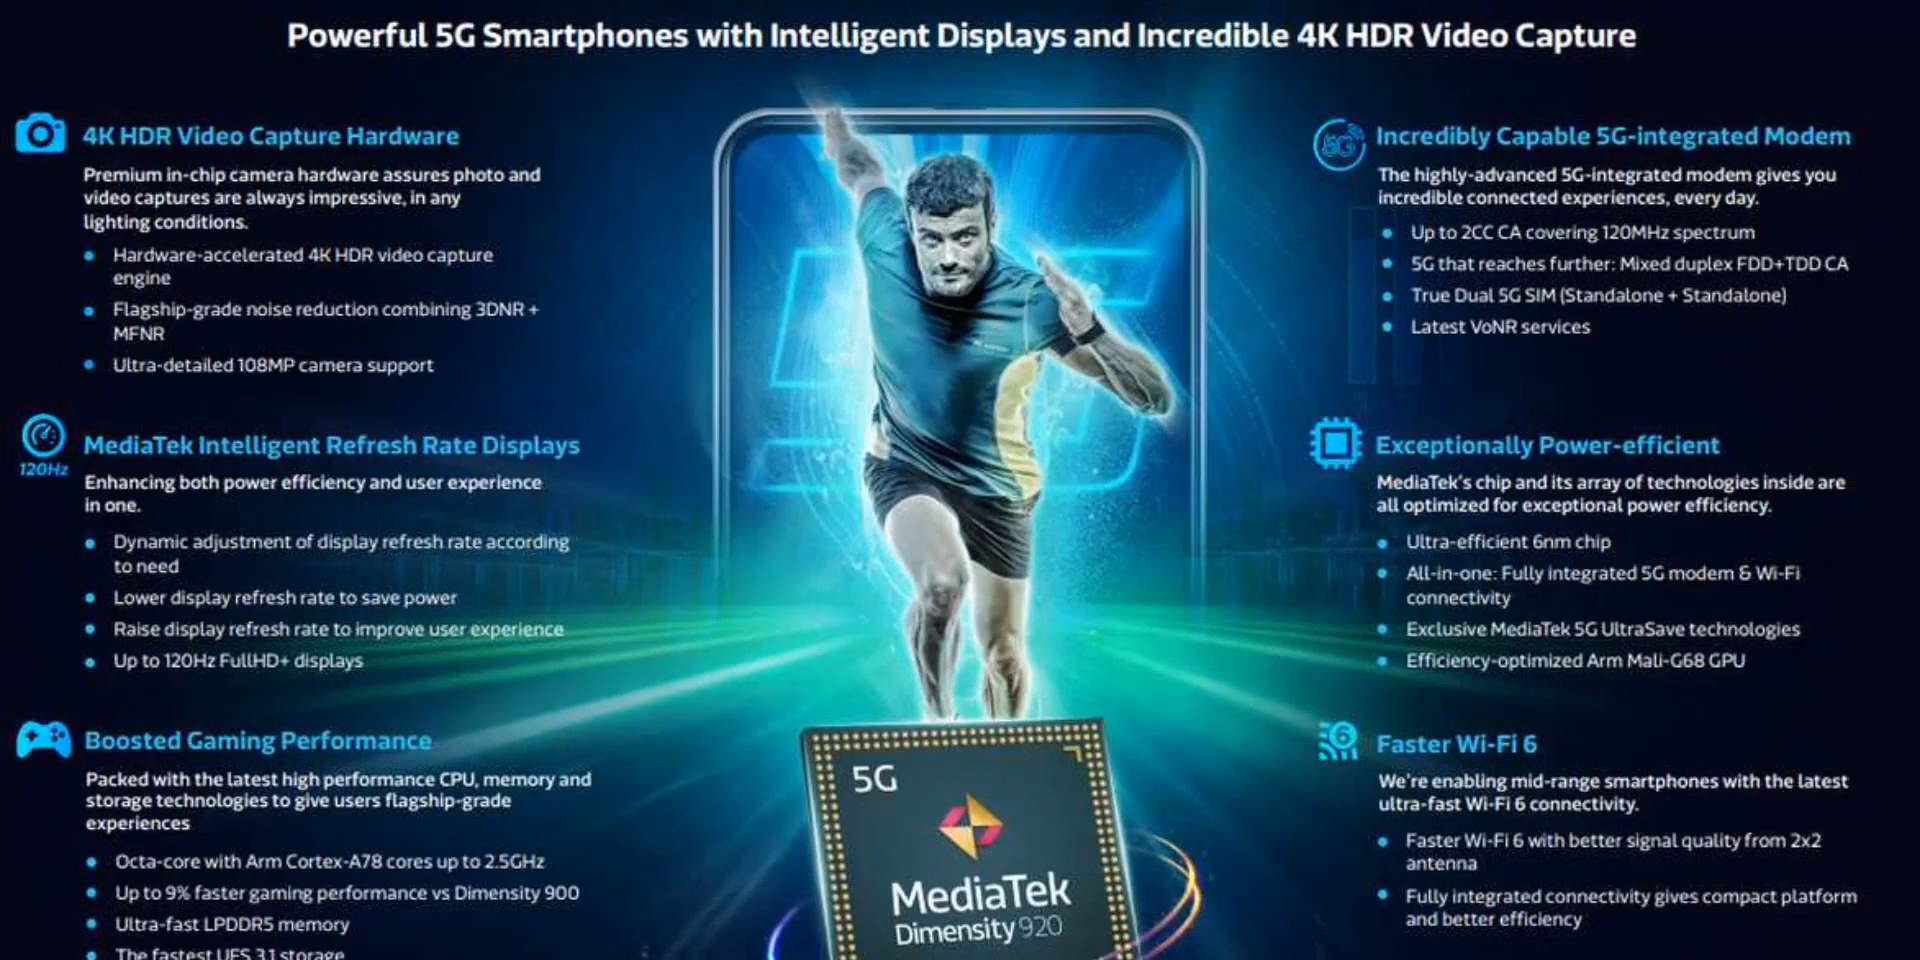 Powerful 5G Smartphones with Intelligent Displays and Incredible 4K HDR Video Capture
4K HDR Video Capture Hardware
Premium in-chip camera hardware assures photo and
video captures are always impressive, in any
lighting conditions.
Hardware-accelerated 4K HDR video capture
engine
Flagship-grade noise reduction combining 3DNR +
MFNR
Ultra-detailed 108MP camera support
120Hz
MediaTek Intelligent Refresh Rate Displays
Enhancing both power efficiency and user experience
in one.
Dynamic adjustment of display refresh rate according
to need
Lower display refresh rate to save power
Raise display refresh rate to improve user experience
Up to 120Hz FullHD+ displays
Boosted Gaming Performance
Packed with the latest high performance CPU, memory and
storage technologies to give users flagship-grade
experiences
Octa-core with Arm Cortex-A78 cores up to 2.5GHz
Up to 9% faster gaming performance vs Dimensity 900
Ultra-fast LPDDR5 memory
The fastest UFS 3.1 storage
5G
MediaTek
Dimensity 920
5G
Incredibly Capable 5G-integrated Modem
The highly-advanced 5G-integrated modem gives you
incredible connected experiences, every day.
Up to 2CC CA covering 120MHz spectrum
5G that reaches further: Mixed duplex FDD+TDD CA
True Dual 5G SIM (Standalone + Standalone)
Latest VoNR services
Exceptionally Power-efficient
MediaTek's chip and its array of technologies inside are
all optimized for exceptional power efficiency.
Ultra-efficient 6nm chip
All-in-one: Fully integrated 5G modem & Wi-Fi
connectivity
Exclusive MediaTek 5G UltraSave technologies
Efficiency-optimized Arm Mali-G68 GPU
6
Faster Wi-Fi 6
We're enabling mid-range smartphones with the latest
ultra-fast Wi-Fi 6 connectivity.
Faster Wi-Fi 6 with better signal quality from 2x2
antenna
Fully integrated connectivity gives compact platform
and better efficiency